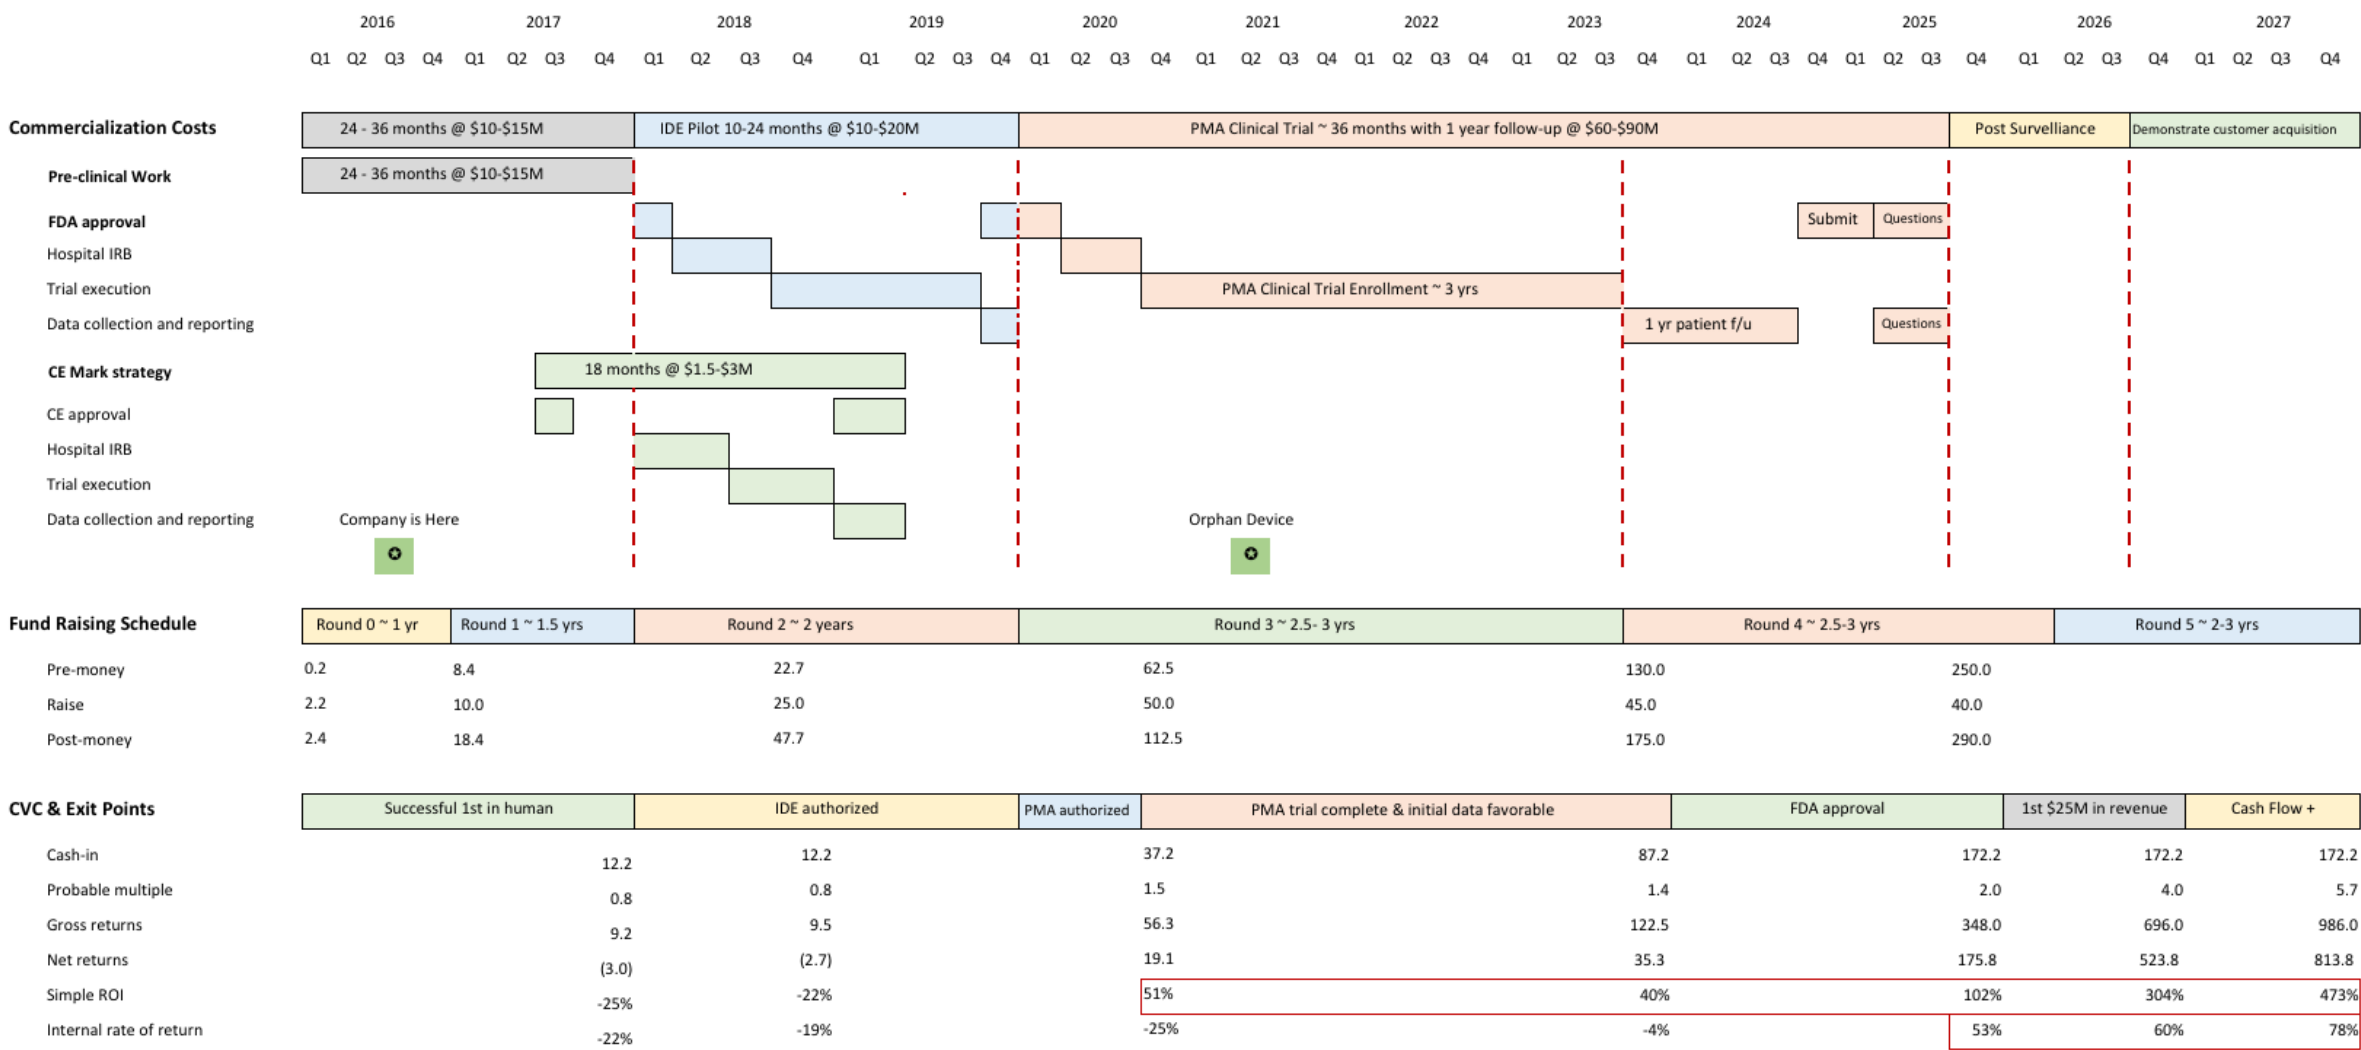 2016 2017 2018 2019 2020 2021 2022 2023 2024 2025 2026 2027
Q1 Q2 Q3 Q4 Q1 Q2 Q3 Q4 Q1 Q2 Q3 Q4 Q1 Q2 Q3 Q4 Q1 Q2 Q3 Q4 Q1 Q2 Q3 Q4 Q1 Q2 Q3 Q4 Q1 Q2 Q3 Q4 Q1 Q2 Q3 Q4 Q1 Q2 Q3 Q4 Q1 Q2 Q3 Q4 Q1 Q2 Q3 Q4
Commercialization Costs 24 - 36 months @ $10-$15M IDE Pilot 10-24 months @ $10-$20M PMA Clinical Trial ~ 36 months with 1 year follow-up @ $60-$90M Post Survelliance Demonstrate customer acquisition
Pre-clinical Work 24 - 36 months @ $10-$15M
FDA approval Submit Questions
Hospital IRB
Trial execution PMA Clinical Trial Enrollment ~ 3 yrs
Data collection and reporting 1 yr patient f/u Questions
CE Mark strategy 18 months @ $1.5-$3M
CE approval
Hospital IRB
Trial execution
Data collection and reporting Company is Here Orphan Device
Fund Raising Schedule Round 0 ~ 1 yr Round 1 ~ 1.5 yrs Round 2 ~ 2 years Round 3 ~ 2.5- 3 yrs Round 4 ~ 2.5-3 yrs Round 5 ~ 2-3 yrs
Pre-money 0.2 8.4 22.7 62.5 130.0 250.0
Raise 2.2 10.0 25.0 50.0 45.0 40.0
Post-money 2.4 18.4 47.7 112.5 175.0 290.0
CVC & Exit Points Successful 1st in human IDE authorized PMA authorized PMA trial complete & initial data favorable FDA approval 1st $25M in revenue Cash Flow +
Cash-in 12.2 12.2 37.2 87.2 172.2 172.2 172.2
Probable multiple 0.8 0.8 1.5 1.4 2.0 4.0 5.7
Gross returns 9.2 9.5 56.3 122.5 348.0 696.0 986.0
Net returns (3.0) (2.7) 19.1 35.3 175.8 523.8 813.8
Simple ROI -25% -22% 51% 40% 102% 304% 473%
Internal rate of return -22% -19% -25% -4% 53% 60% 78%